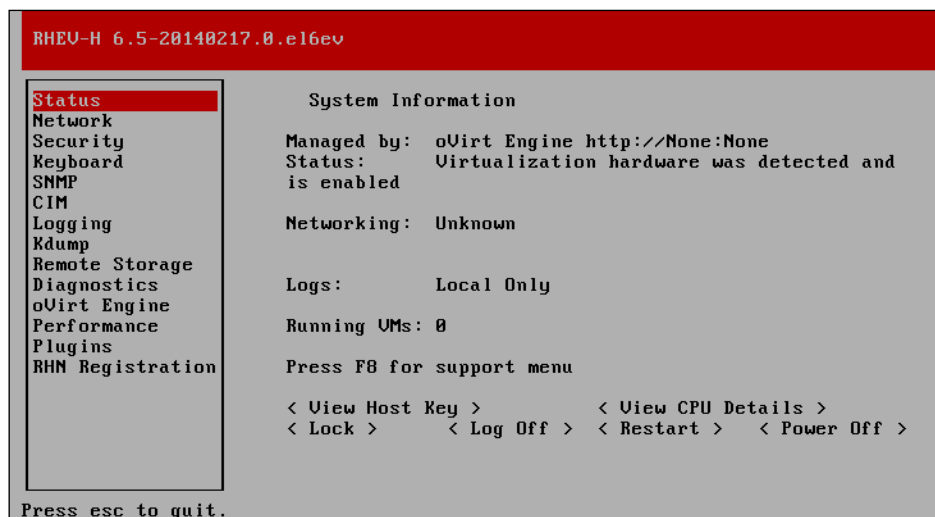 RHEV-H 6.5-20140217.0.el6ev
Status
Network
Security
Keyboard
SNMP
CIM
Logging
Kdump
Remote Storage
Diagnostics
oVirt Engine
Performance
Plugins
RHN Registration
System Information
Managed by: oVirt Engine http://None:None
Status: Virtualization hardware was detected and
is enabled
Networking: Unknown
Logs: Local Only
Running VMs: 0
Press F8 for support menu
< View Host Key > < View CPU Details >
< Lock > < Log Off > < Restart > < Power Off >
Press esc to quit.